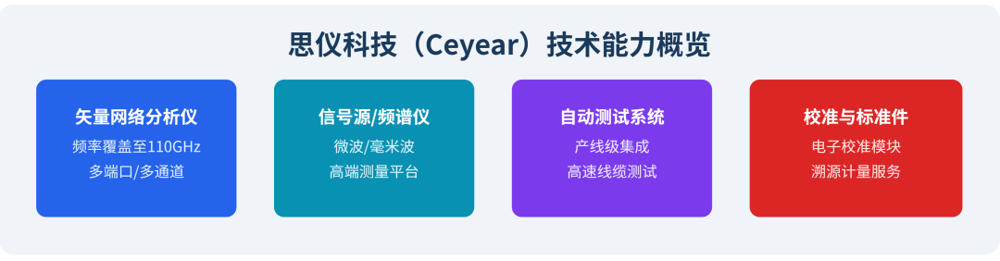 思仪科技（Ceyear）技术能力概览
矢量网络分析仪
频率覆盖至110GHz
多端口/多通道
信号源/频谱仪
微波/毫米波
高端测量平台
自动测试系统
产线级集成
高速线缆测试
校准与标准件
电子校准模块
溯源计量服务